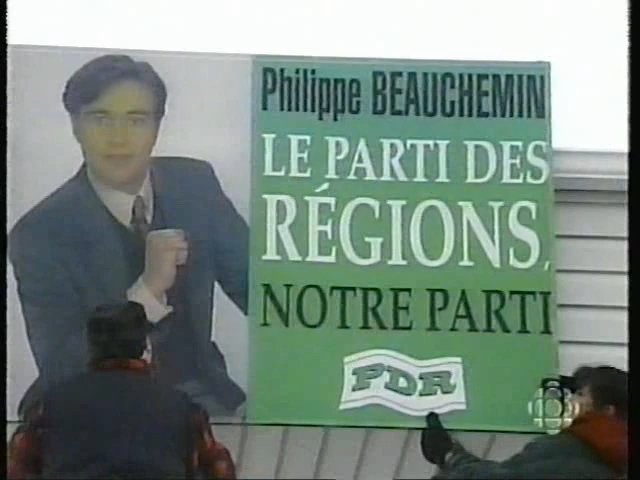 Philippe BEAUCHEMIN
LE PARTI DES
RÉGIONS,
NOTRE PARTI
PDR